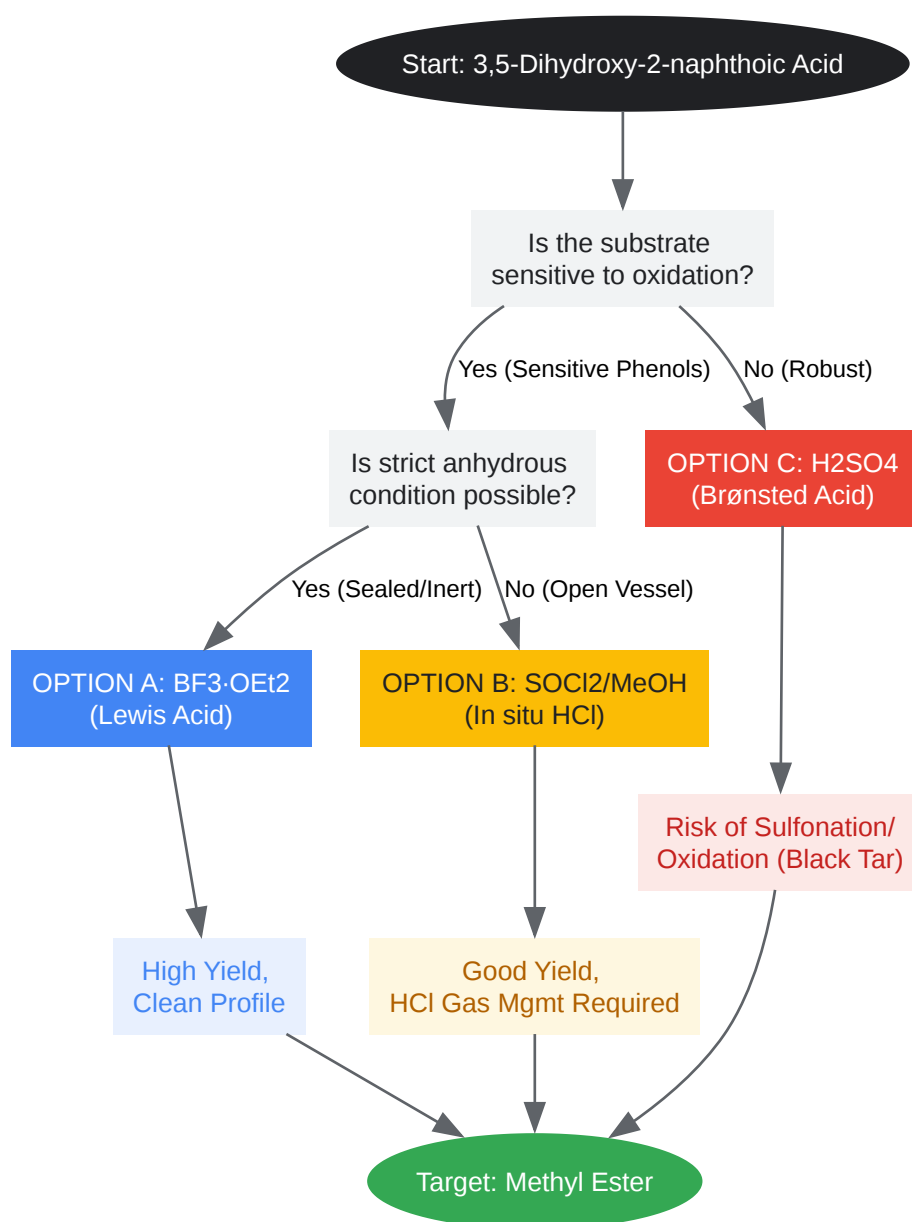 Start: 3,5-Dihydroxy-2-naphthoic Acid
Is the substrate
sensitive to oxidation?
Yes (Sensitive Phenols)
No (Robust)
Is strict anhydrous
condition possible?
OPTION C: H2SO4
(Brønsted Acid)
Yes (Sealed/Inert)
No (Open Vessel)
OPTION A: BF3·OEt2
(Lewis Acid)
OPTION B: SOCl2/MeOH
(In situ HCl)
Risk of Sulfonation/
Oxidation (Black Tar)
High Yield,
Clean Profile
Good Yield,
HCl Gas Mgmt Required
Target: Methyl Ester